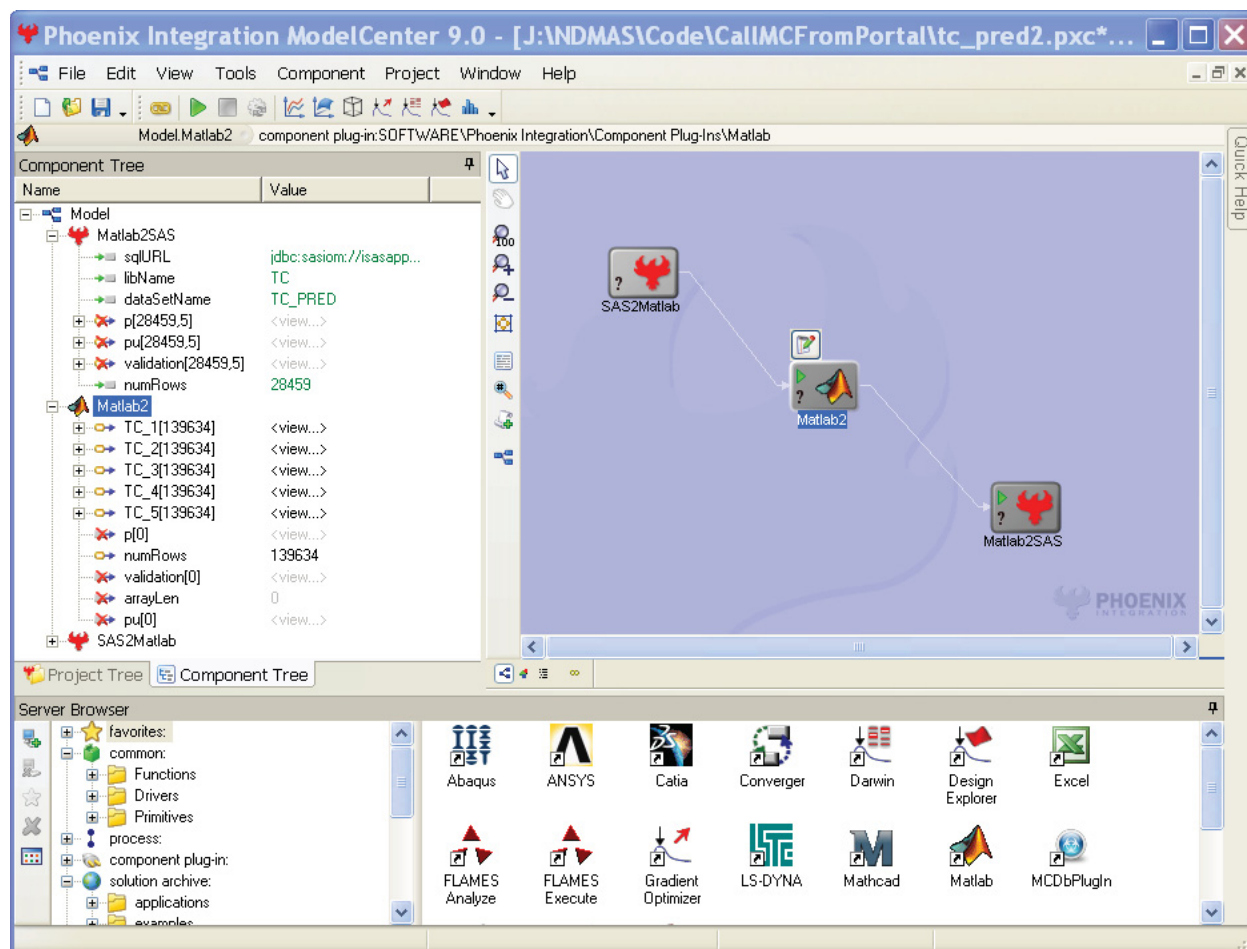 Phoenix Integration ModelCenter 9.0 - [J:\NDMAS\Code\CallMCFromPortal\tc_pred2.pxc*...
File Edit View Tools Component Project Window Help
Model.Matlab2 component plug-in:SOFTWARE\Phoenix Integration\Component Plug-Ins\Matlab
Quick Help
Component Tree
Name Value
Model
Matlab2SAS
sqlURL jdbc:sasiom://isasapp...
libName TC
dataSetName TC_PRED
p[28459,5] <view...>
pu[28459,5] <view...>
validation[28459,5] <view...>
numRows 28459
Matlab2
TC_1[139634] <view...>
TC_2[139634] <view...>
TC_3[139634] <view...>
TC_4[139634] <view...>
TC_5[139634] <view...>
p[0] <view...>
numRows 139634
validation[0] <view...>
arrayLen 0
pu[0] <view...>
SAS2Matlab
Project Tree Component Tree
100
?
SAS2Matlab
?
Matlab2
?
Matlab2SAS
PHOENIX
INTEGRATION
Server Browser
favorites:
common:
Functions
Drivers
Primitives
process:
component plug-in:
solution archive:
applications
examples
Abaqus ANSYS Catia Converger Darwin Design Explorer Excel
FLAMES Analyze FLAMES Execute Gradient Optimizer LS-DYNA Mathcad Matlab MCDbPlugIn